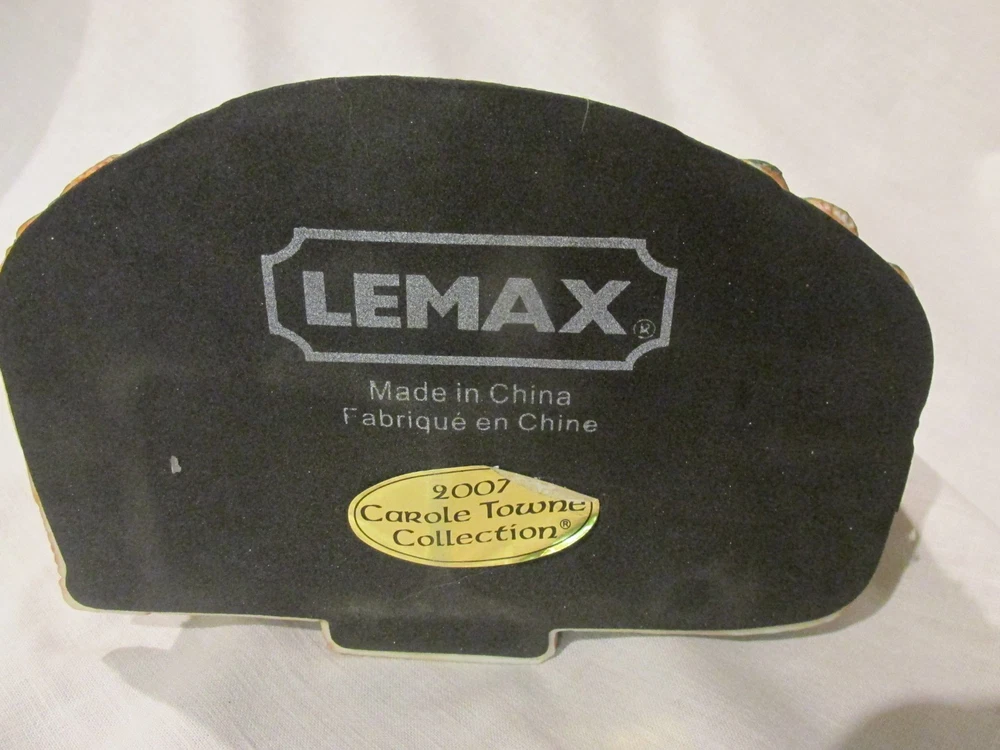 LEMAX®
Made in China
Fabriqué en Chine
2007
Carole Towne
Collection®